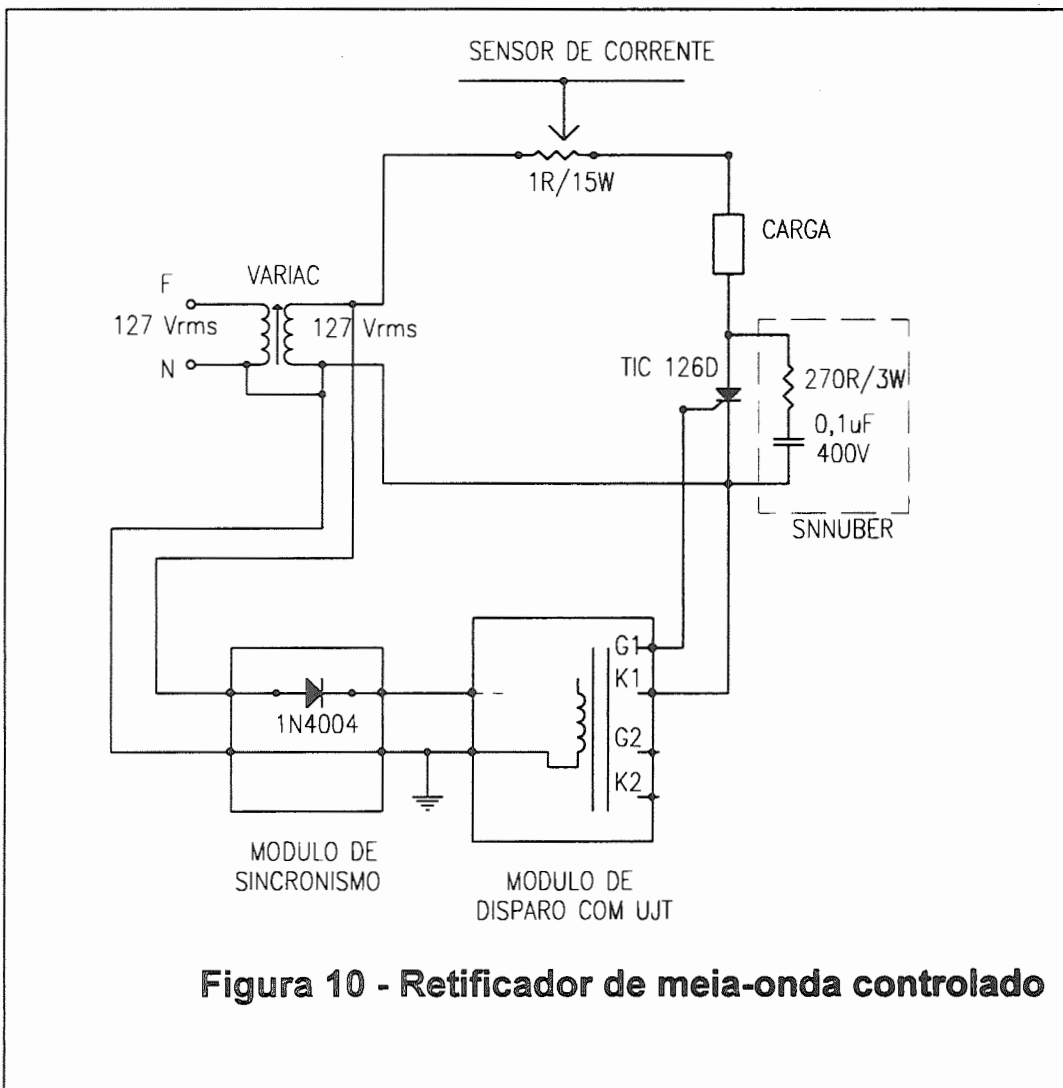 SENSOR DE CORRENTE
1R/15W
CARGA
F
VARIAC
127 Vrms
127 Vrms
N
TIC 126D
270R/3W
0,1uF
400V
SNNUBER
G1
K1
1N4004
G2
K2
MODULO DE
SINCRONISMO
MODULO DE
DISPARO COM UJT
Figura 10 - Retificador de meia-onda controlado